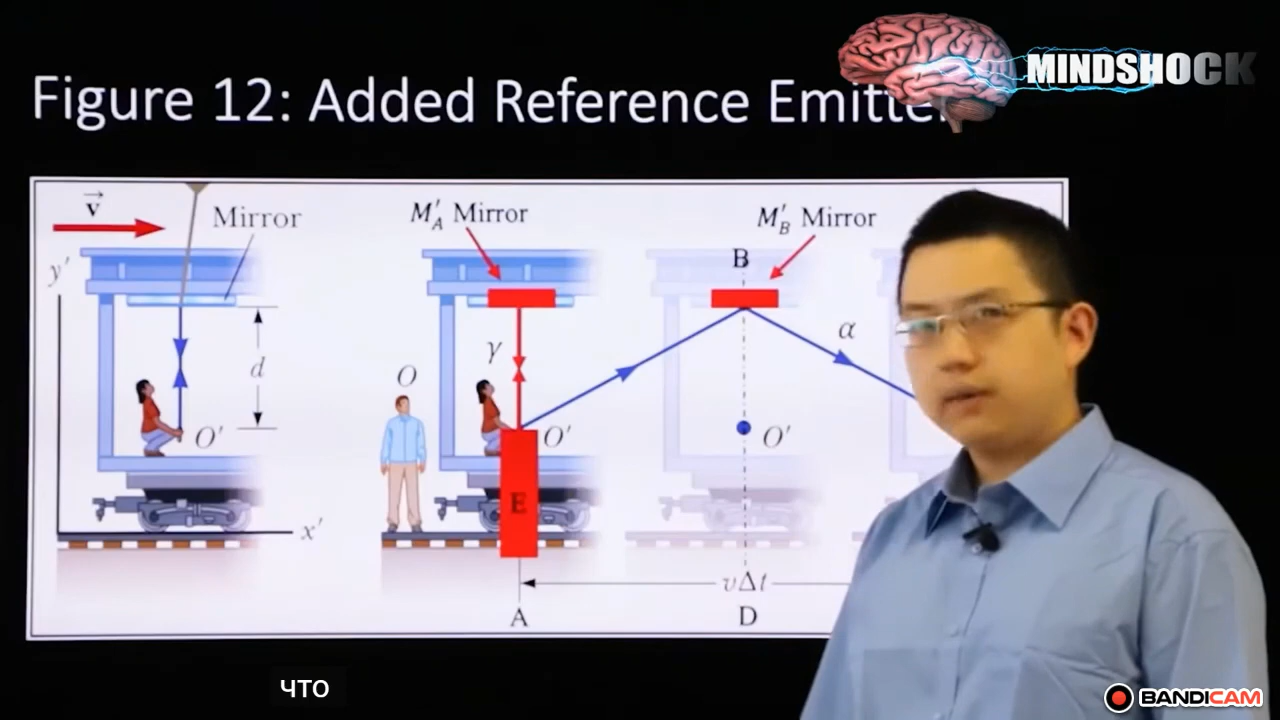 MINDSHOCK
Figure 12: Added Reference Emitter
v
Mirror
M'A Mirror
M'B Mirror
y'
B
γ
α
d
O
O'
O'
O'
E
x'
vΔt
A
D
что
BANDICAM